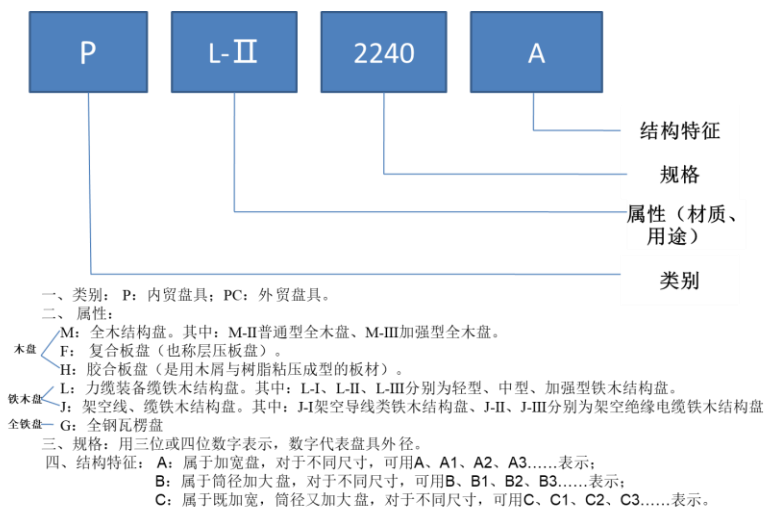 P L-II 2240 A
结构特征
规格
属性（材质、
用途）
类别
一、类别： P：内贸盘具；PC：外贸盘具。
二、 属性：
M：全木结构盘。其中：M-II普通型全木盘、M-III加强型全木盘。
木盘 F： 复合板盘（也称层压板盘）。
H：胶合板盘（是用木屑与树脂粘压成型的板材）。
L：力缆装备缆铁木结构盘。其中：L-I、L-II、L-III分别为轻型、中型、加强型铁木结构盘。
铁木盘 J：架空线、缆铁木结构盘。其中：J-I架空导线类铁木结构盘、J-II、J-III分别为架空绝缘电缆铁木结构盘
全铁盘 G：全钢瓦楞盘
三、规格：用三位或四位数字表示，数字代表盘具外径。
四、结构特征： A：属于加宽盘，对于不同尺寸，可用A、A1、A2、A3……表示；
B：属于筒径加大盘，对于不同尺寸，可用B、B1、B2、B3……表示；
C：属于既加宽，筒径又加大盘，对于不同尺寸，可用C、C1、C2、C3……表示。